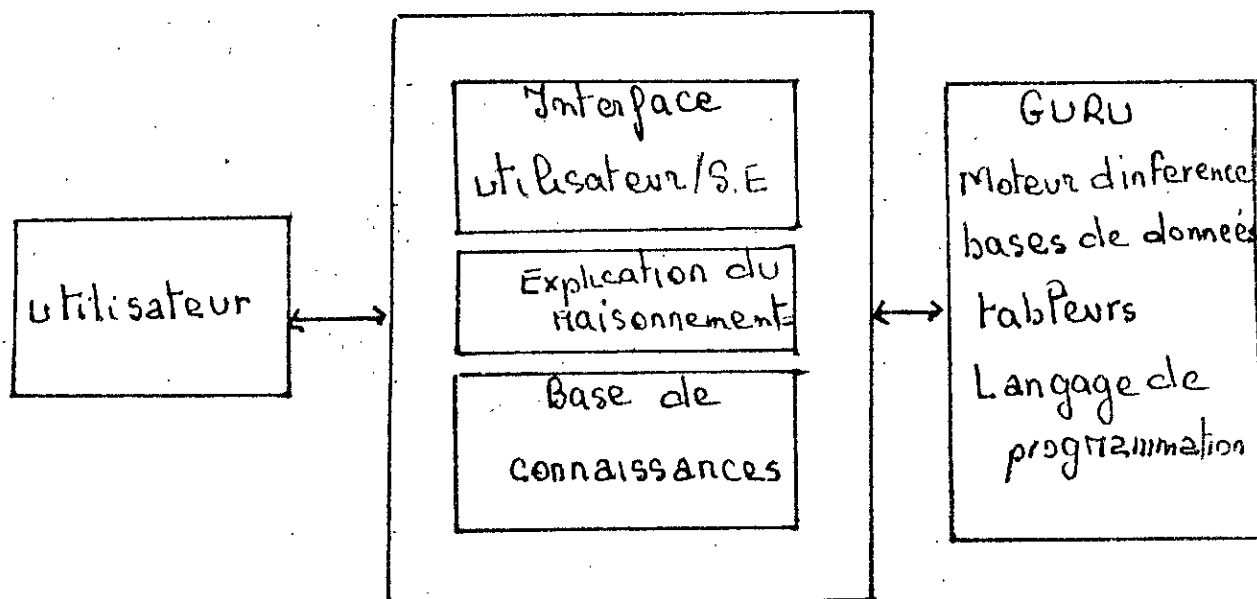 utilisateur
Interface
utilisateur/S.E
Explication du
raisonnement
Base de
connaissances
GURU
Moteur d'inference
bases de données
tableurs
Langage de
programmation